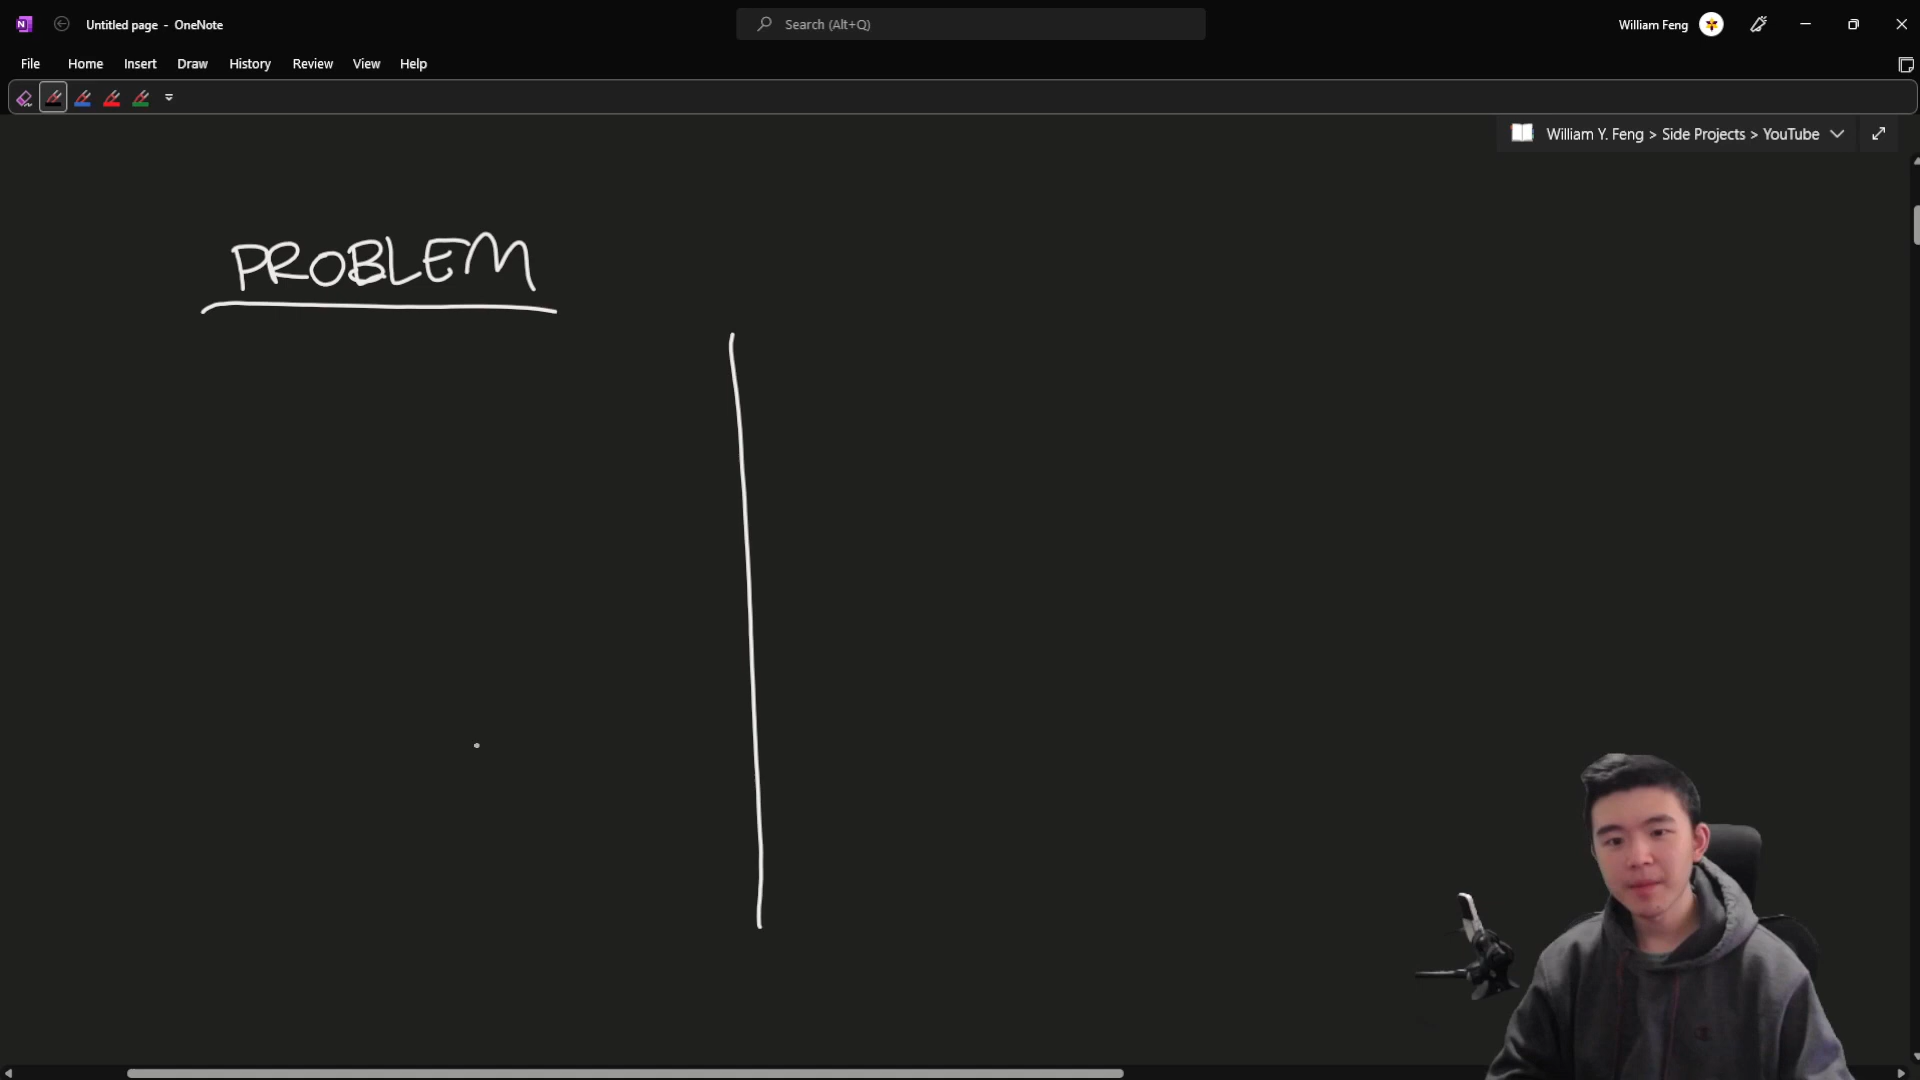 Untitled page - OneNote
Search (Alt+Q)
William Feng
File Home Insert Draw History Review View Help
William Y. Feng > Side Projects > YouTube
PROBLEM